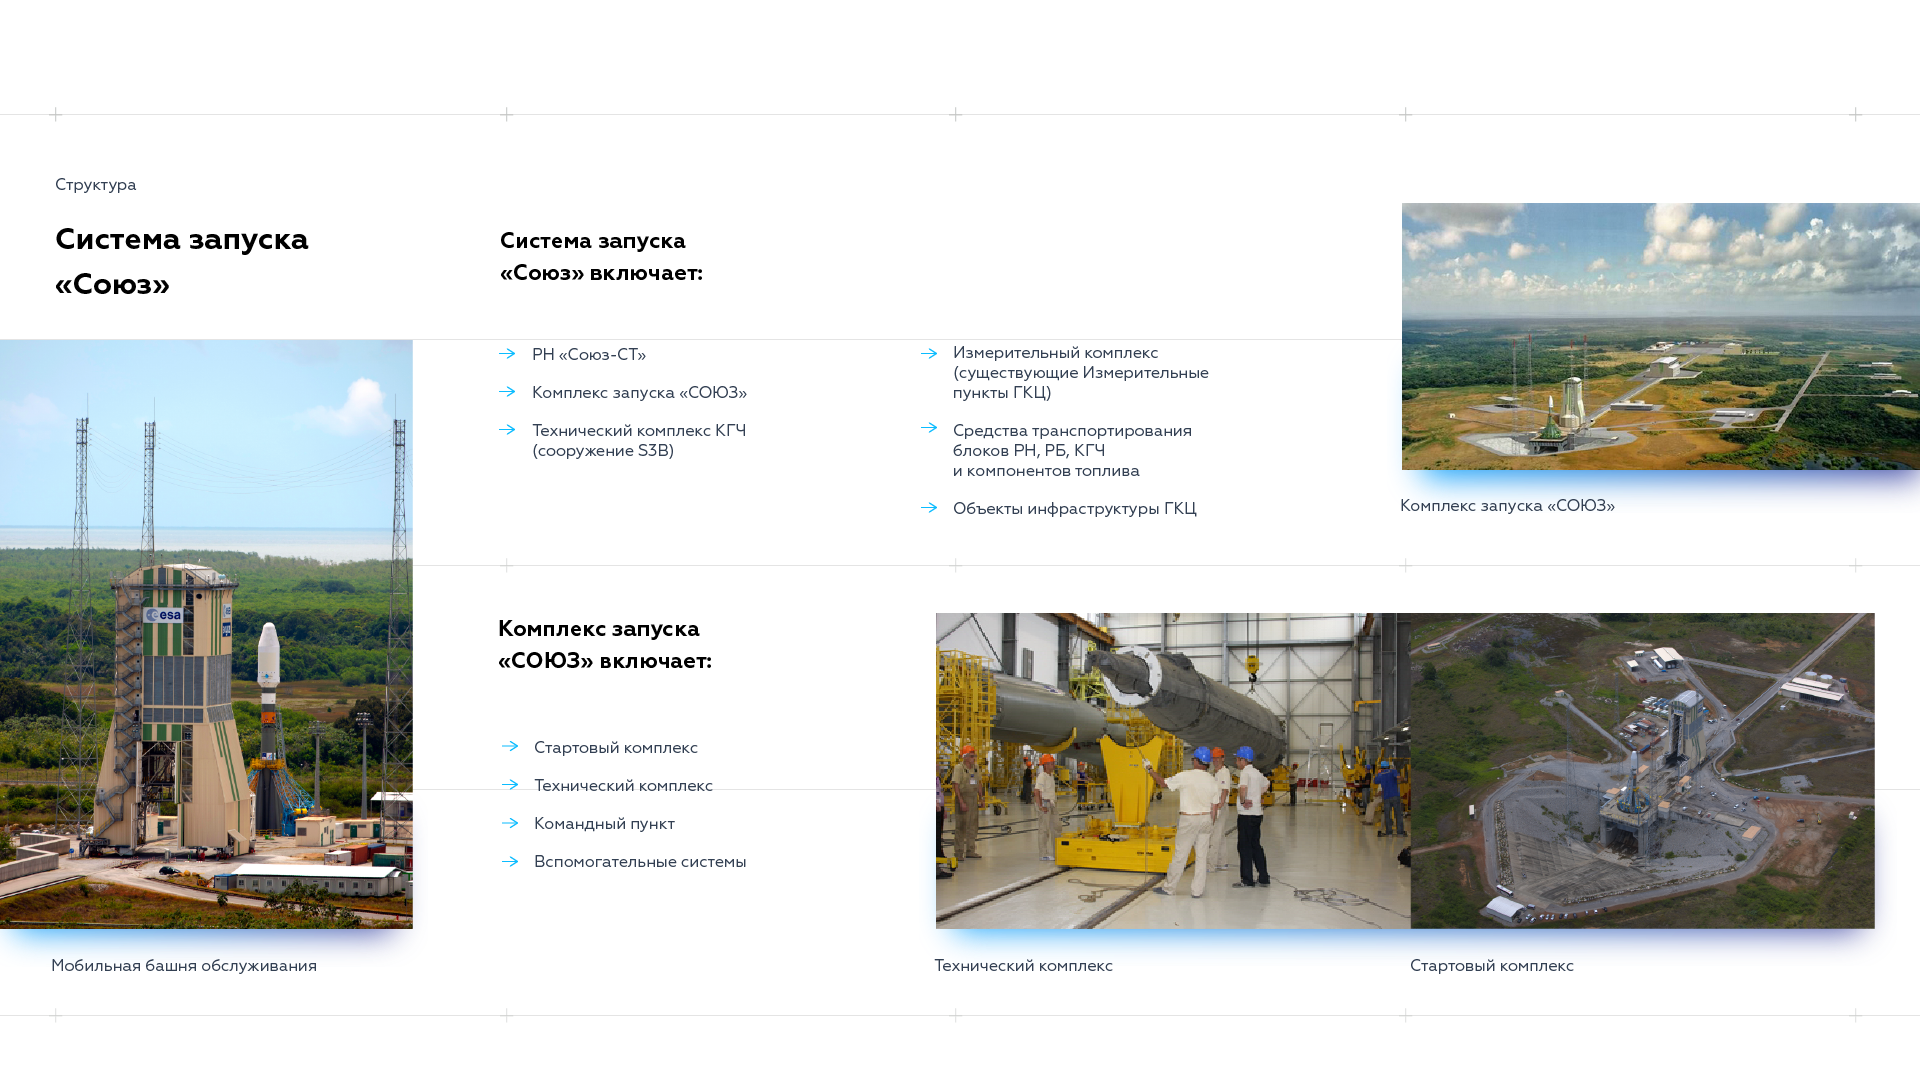 Структура
Система запуска
«Союз»
Система запуска
«Союз» включает:
РН «Союз-СТ»
Комплекс запуска «СОЮЗ»
Технический комплекс КГЧ
(сооружение S3B)
Измерительный комплекс
(существующие Измерительные
пункты ГКЦ)
Средства транспортирования
блоков РН, РБ, КГЧ
и компонентов топлива
Объекты инфраструктуры ГКЦ
Комплекс запуска «СОЮЗ»
esa
Комплекс запуска
«СОЮЗ» включает:
Стартовый комплекс
Технический комплекс
Командный пункт
Вспомогательные системы
Мобильная башня обслуживания
Технический комплекс
Стартовый комплекс